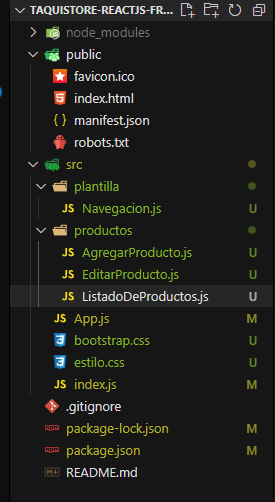 TAQUISTORE-REACTJS-FR...
node_modules
public
favicon.ico
index.html
manifest.json
robots.txt
src
plantilla
JS Navegacion.js U
productos
JS AgregarProducto.js U
JS EditarProducto.js U
JS ListadoDeProductos.js U
JS App.js M
bootstrap.css U
estilo.css U
JS index.js M
.gitignore
package-lock.json M
package.json M
README.md